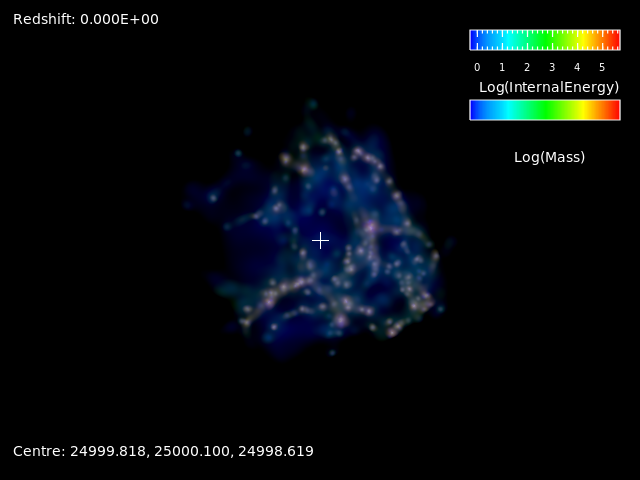 Redshift: 0.000E+00
0 1 2 3 4 5
Log(InternalEnergy)
Log(Mass)
Centre: 24999.818, 25000.100, 24998.619